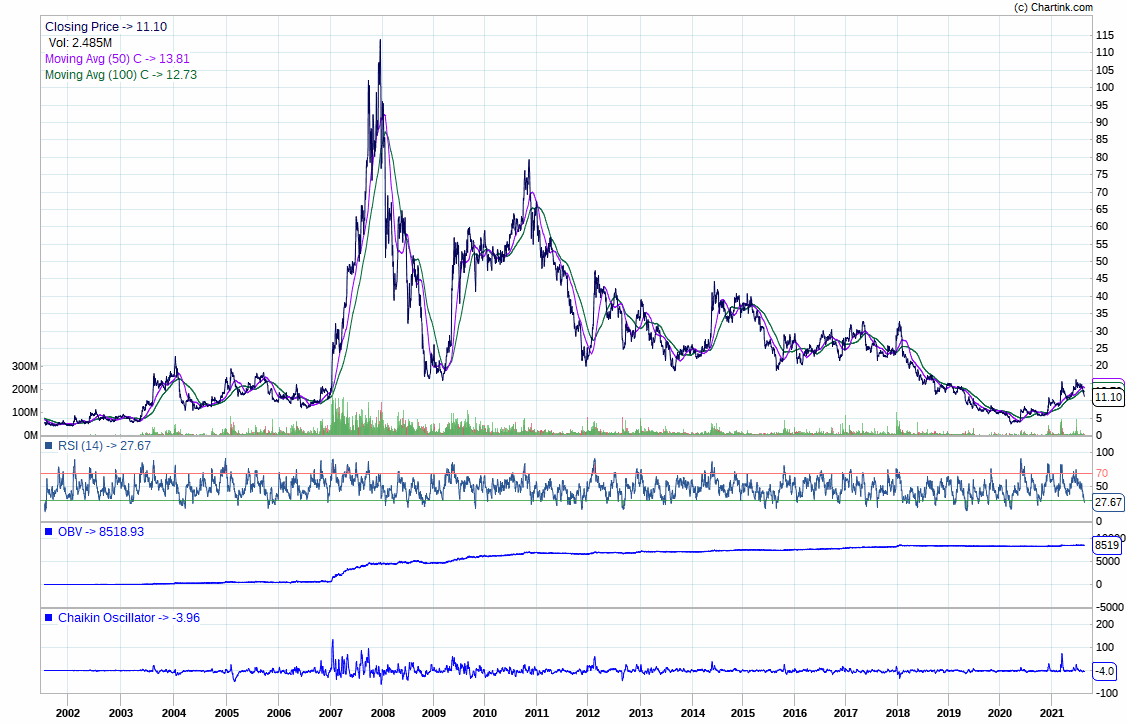 (c) Chartink.com
Closing Price -> 11.10
Vol: 2.485M
Moving Avg (50) C -> 13.81
Moving Avg (100) C -> 12.73
115
110
105
100
95
90
85
80
75
70
65
60
55
50
45
40
35
30
25
20
11.10
5
0
300M
200M
100M
0M
RSI (14) -> 27.67
100
70
50
27.67
0
OBV -> 8518.93
8519
5000
0
-5000
Chaikin Oscillator -> -3.96
200
100
-4.0
-100
2002 2003 2004 2005 2006 2007 2008 2009 2010 2011 2012 2013 2014 2015 2016 2017 2018 2019 2020 2021